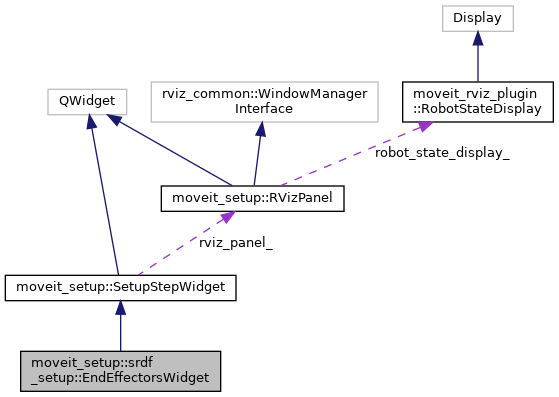 Display
QWidget
rviz_common::WindowManager
Interface
moveit_rviz_plugin
::RobotStateDisplay
robot_state_display_
moveit_setup::RVizPanel
rviz_panel_
moveit_setup::SetupStepWidget
moveit_setup::srdf
_setup::EndEffectorsWidget